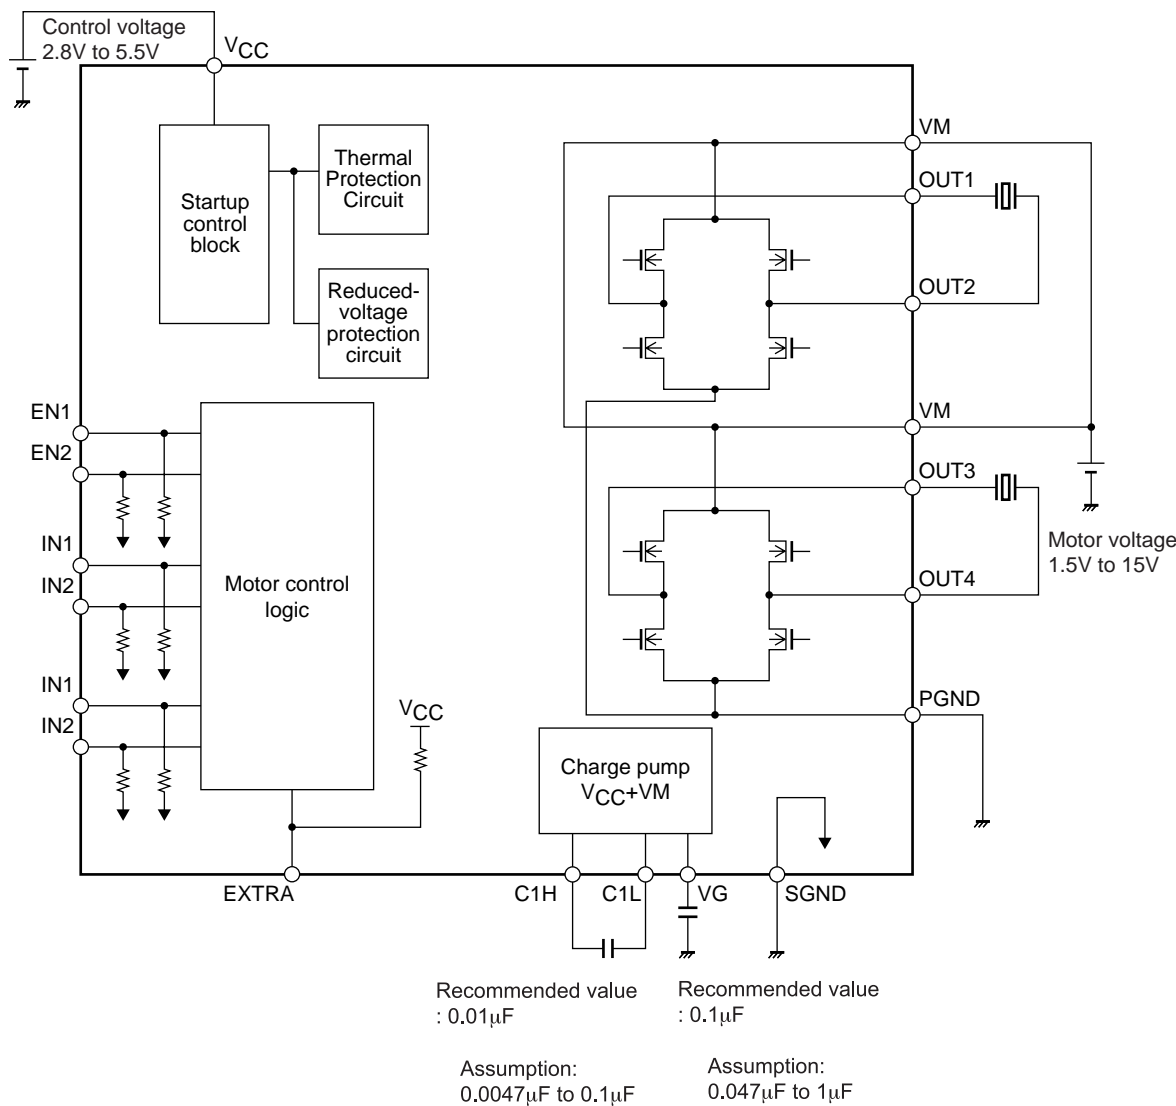 Control voltage
2.8V to 5.5V
VCC
VM
OUT1
Thermal
Protection
Circuit
Startup
control
block
OUT2
Reduced-
voltage
protection
circuit
EN1
VM
EN2
OUT3
IN1
Motor voltage
1.5V to 15V
IN2
Motor control
logic
OUT4
IN1
IN2
VCC
PGND
Charge pump
VCC+VM
EXTRA
C1H
C1L
VG
SGND
Recommended value
: 0.01μF
Recommended value
: 0.1μF
Assumption:
0.0047μF to 0.1μF
Assumption:
0.047μF to 1μF